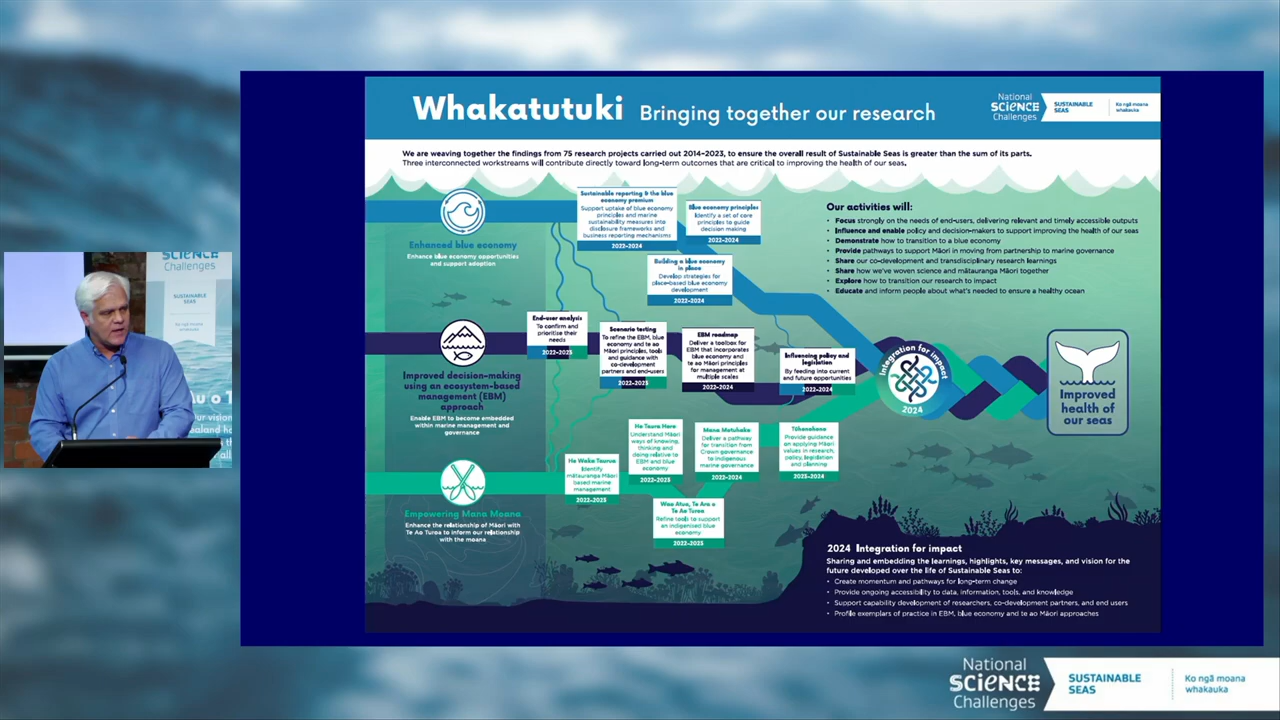 Whakatutuki Bringing together our research
National
SCIENCE
Challenges
SUSTAINABLE
SEAS
Ko ngā moana
whakauka
We are weaving together the findings from 75 research projects carried out 2014–2023, to ensure the overall result of Sustainable Seas is greater than the sum of its parts.
Three interconnected workstreams will contribute directly toward long-term outcomes that are critical to improving the health of our seas.
Enhanced blue economy
Enhance blue economy opportunities
and support adoption
Sustainable reporting & the blue
economy premium
Support uptake of blue economy
principles and marine
sustainability measures into
disclosure frameworks and
business reporting mechanisms
2022-2024
Blue economy principles
Identify a set of core
principles to guide
decision making
2022-2024
Building a blue economy
in place
Develop strategies for
place-based blue economy
development
2022-2024
Our activities will:
• Focus strongly on the needs of end-users, delivering relevant and timely accessible outputs
• Influence and enable policy and decision-makers to support improving the health of our seas
• Demonstrate how to transition to a blue economy
• Provide pathways to support Māori in moving from partnership to marine governance
• Share our co-development and transdisciplinary research learnings
• Share how we've woven science and mātauranga Māori together
• Explore how to transition our research to impact
• Educate and inform people about what's needed to ensure a healthy ocean
Improved decision-making
using an ecosystem-based
management (EBM)
approach
Enable EBM to become embedded
within marine management and
governance
End-user analysis
To confirm and
prioritise their
needs
2022-2023
Scenario testing
To refine the EBM, blue
economy and te ao
Māori principles, tools
and guidance with
co-development
partners and end-users
2022-2023
EBM roadmap
Deliver a toolbox for
EBM that incorporates
blue economy and
te ao Māori principles
for management at
multiple scales
2022-2024
Influencing policy and
legislation
By feeding into current
and future opportunities
2022-2024
Integration for impact
2024
Improved
health of
our seas
Empowering Mana Moana
Enhance the relationship of Māori with
Te Ao Turoa to inform our relationship
with the moana
He Waka Taurua
Identify
mātauranga Māori
based marine
management
2022-2023
He Taura Here
Understand Māori
ways of knowing,
thinking and
doing relative to
EBM and blue
economy
2022-2023
Mana Motuhake
Deliver a pathway
for transition from
Crown governance
to indigenous
marine governance
2022-2024
Tūhonohono
Provide guidance
on applying Māori
values in research,
policy, legislation
and planning
2023-2024
Refine tools to support
an indigenised blue
economy
2022-2023
2024 Integration for impact
Sharing and embedding the learnings, highlights, key messages, and vision for the
future developed over the life of Sustainable Seas to:
• Create momentum and pathways for long-term change
• Provide ongoing accessibility to data, information, tools, and knowledge
• Support capability development of researchers, co-development partners, and end users
• Profile exemplars of practice in EBM, blue economy and te ao Māori approaches
SCIENCE
Challenges
SUSTAINABLE
SEAS
Ko ngā moana
National
SCIENCE
Challenges
SUSTAINABLE
SEAS
Ko ngā moana
whakauka